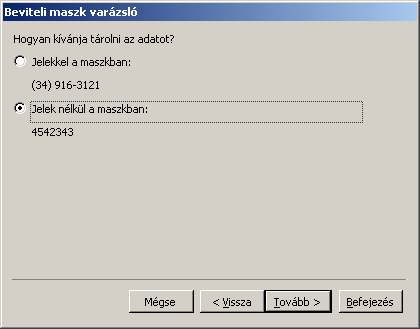 Beviteli maszk varázsló
Hogyan kívánja tárolni az adatot?
Jelekkel a maszkban:
(34) 916-3121
Jelek nélkül a maszkban:
4542343
Mégse < Vissza Tovább > Befejezés